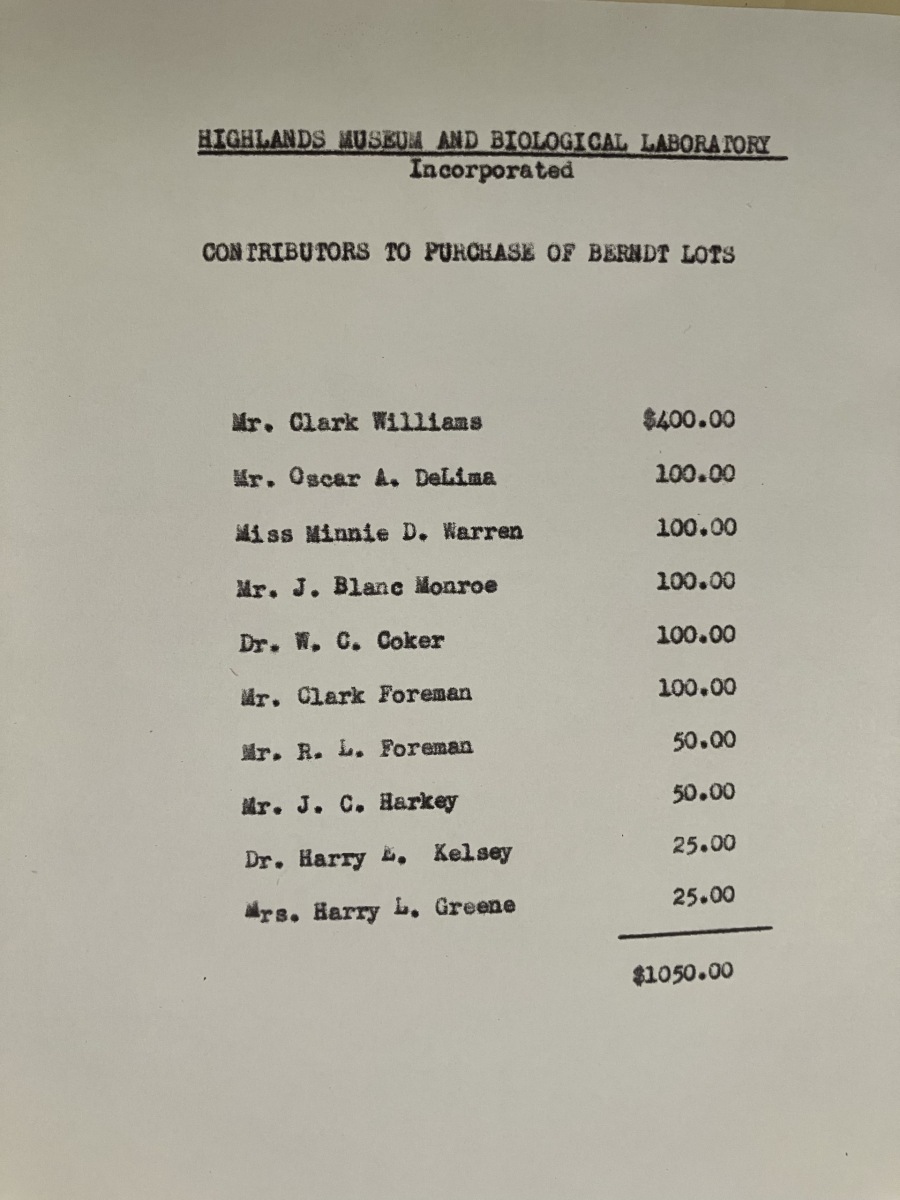 HIGHLANDS MUSEUM AND BIOLOGICAL LABORATORY
Incorporated
CONTRIBUTORS TO PURCHASE OF BERNDT LOTS
Mr. Clark Williams $400.00
Mr. Oscar A. DeLima 100.00
Miss Minnie D. Warren 100.00
Mr. J. Blanc Monroe 100.00
Dr. W. C. Coker 100.00
Mr. Clark Foreman 100.00
Mr. R. L. Foreman 50.00
Mr. J. C. Harkey 50.00
Dr. Harry E. Kelsey 25.00
Mrs. Harry L. Greene 25.00
$1050.00